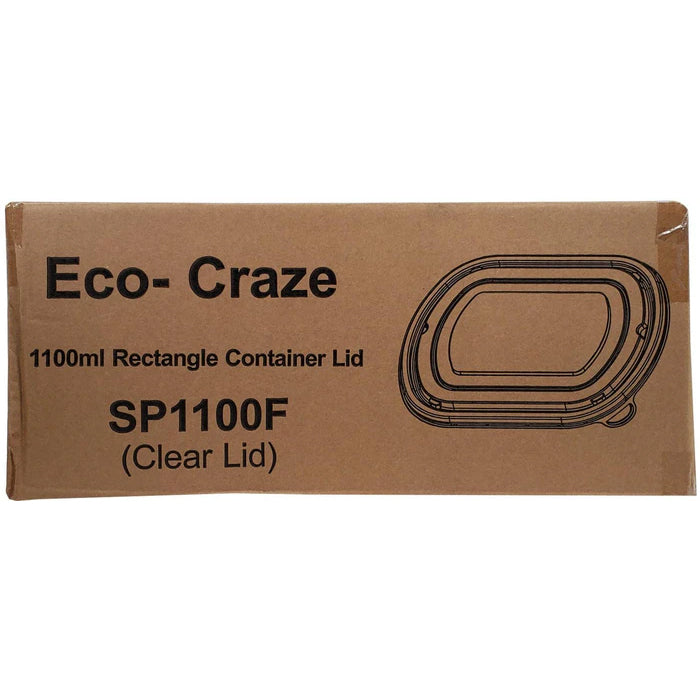 Eco- Craze
1100ml Rectangle Container Lid
SP1100F
(Clear Lid)